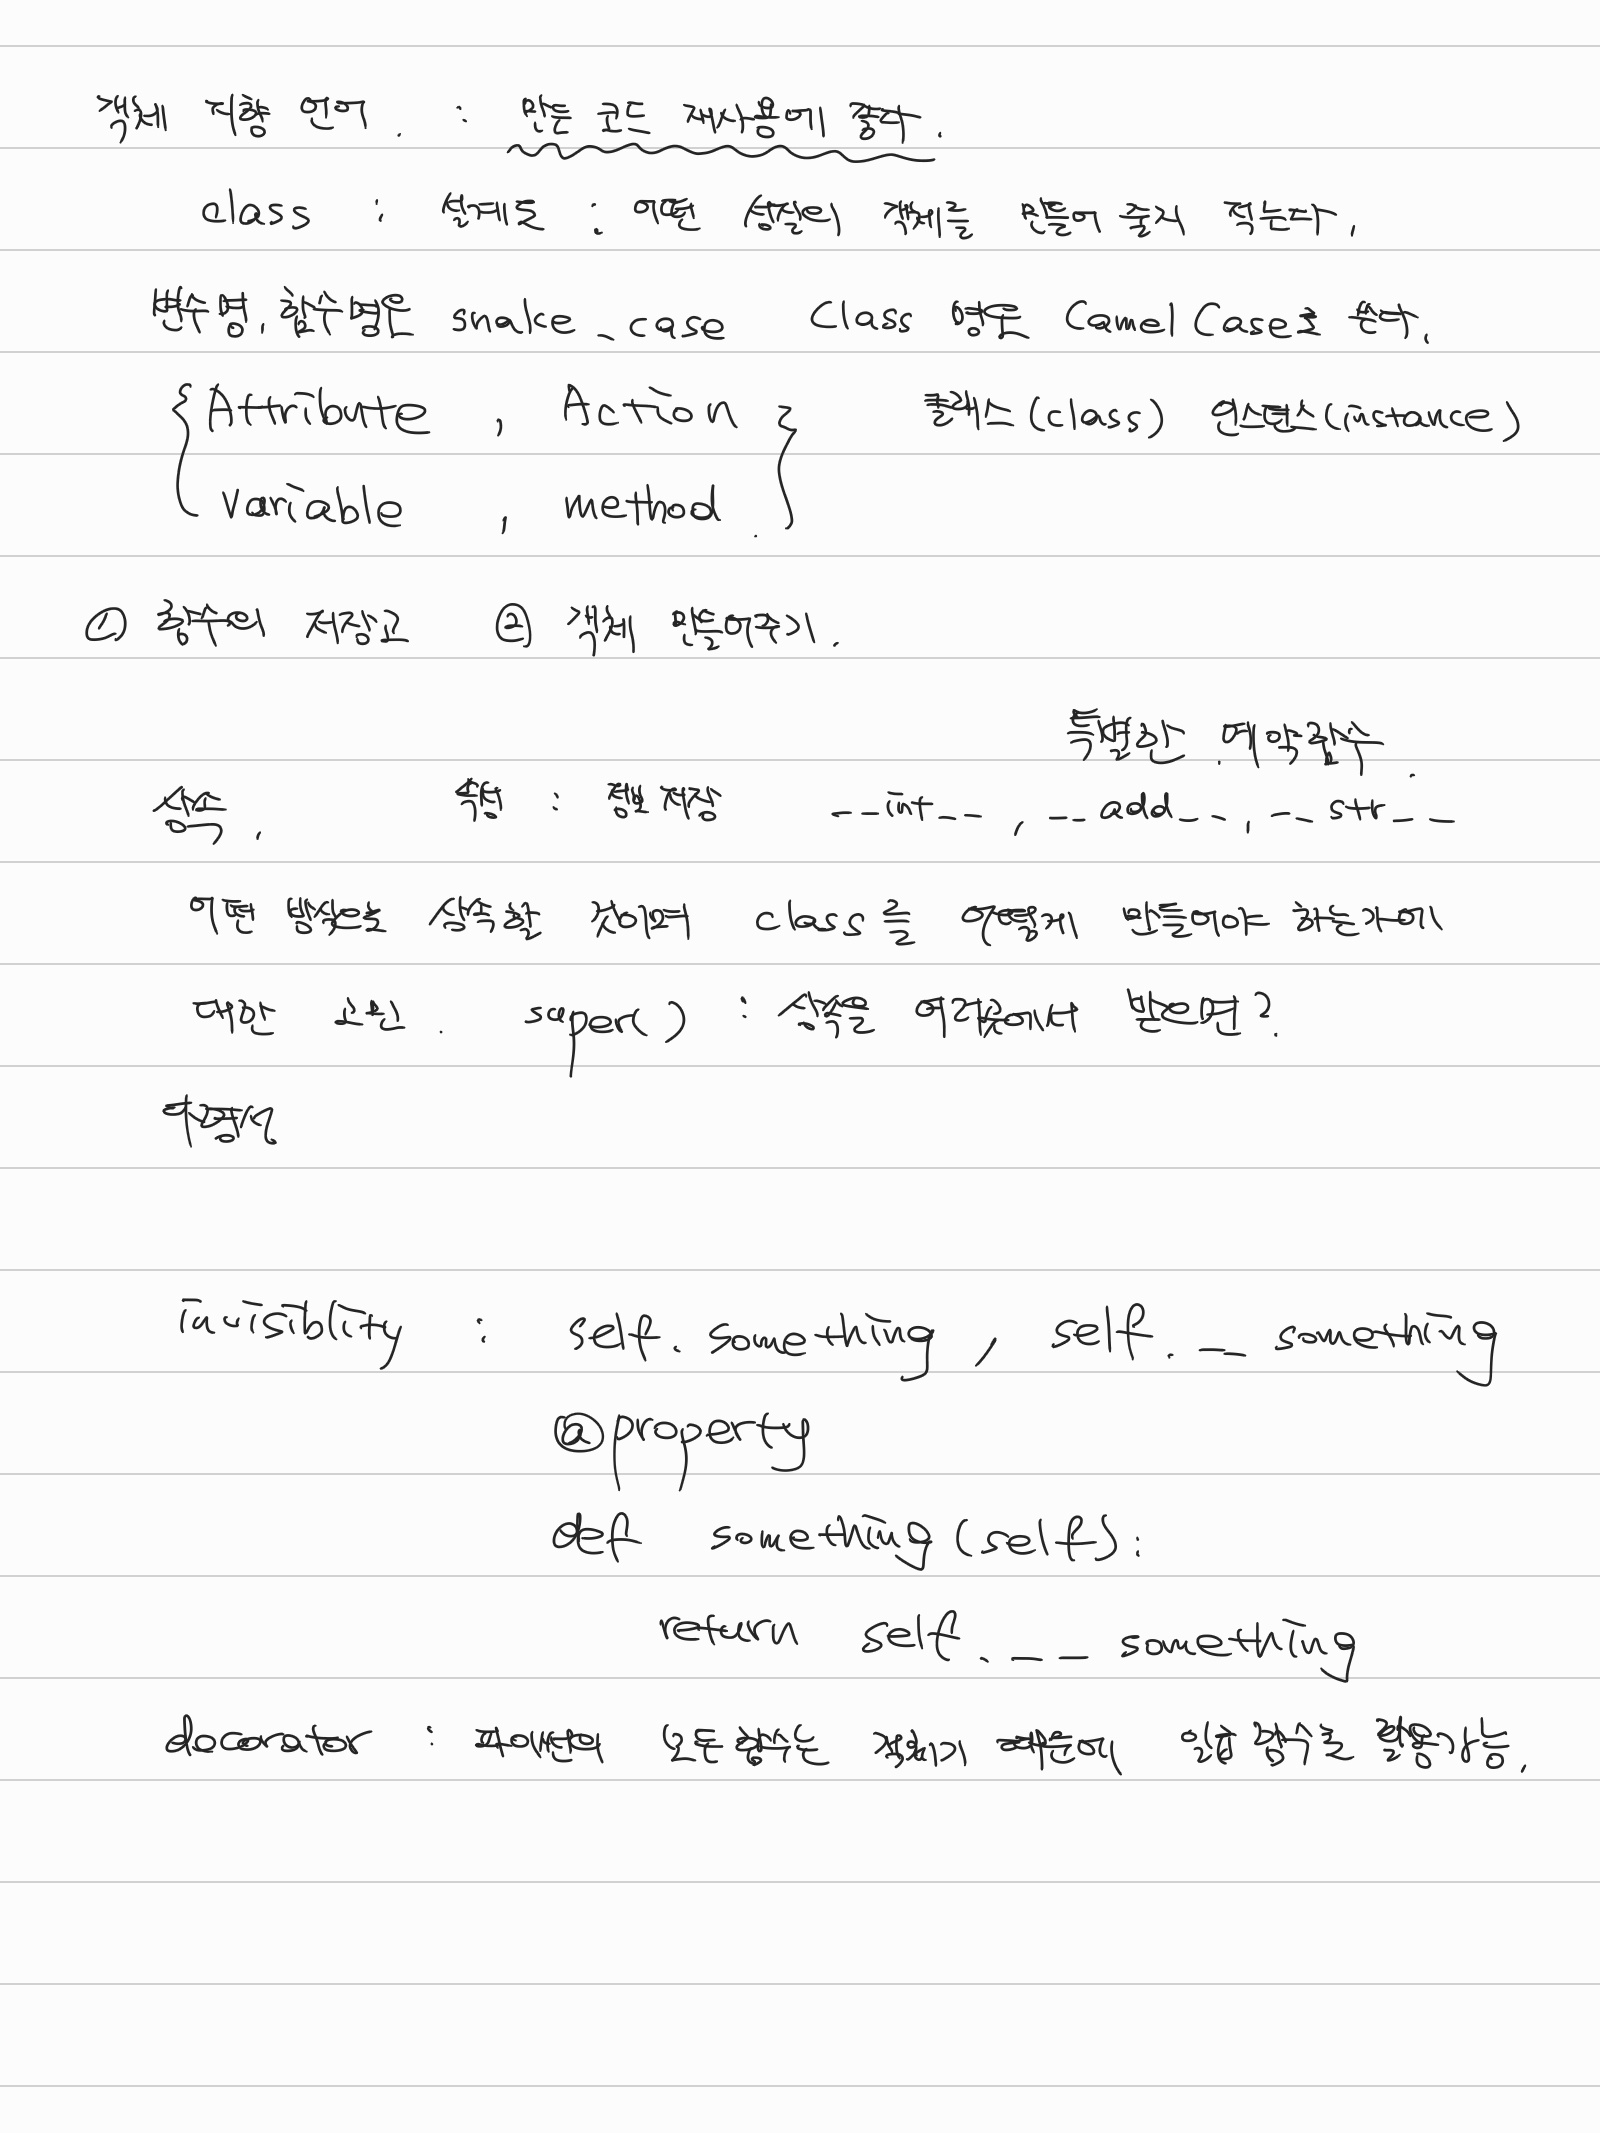 객체 지향 언어. : 만든 코드 재사용에 좋다.
class : 설계도 : 어떤 성질의 객체를 만들어 줄지 적는다.
변수명, 함수명은 snake_case Class 명은 CamelCase로 쓴다.
{ Attribute , Action } 클래스(class) 인스턴스(instance)
variable , method.
① 함수의 저장고 ② 객체 만들어주기.
특별한 예약함수.
상속. 속성 : 정보 저장 __int__, __add__, __str__
어떤 방식으로 상속할 것이며 class를 어떻게 만들어야 하는가에
대한 고민. super() : 상속을 여러곳에서 받으면?
다형성
invisiblity : self.something, self.__something
@property
def something(self):
return self.__something
decorator : 파이썬의 모든 함수는 객체이기 때문에 일급 함수로 활용가능.